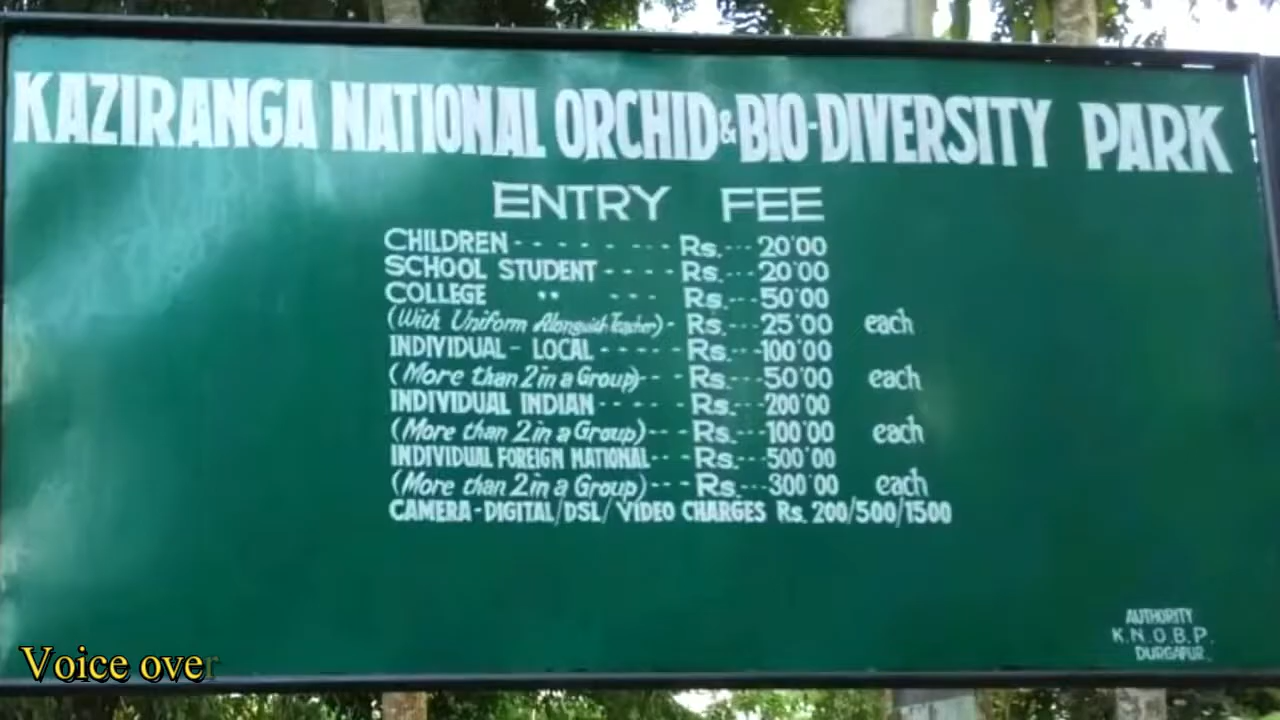 KAZIRANGA NATIONAL ORCHID & BIO-DIVERSITY PARK
ENTRY FEE
CHILDREN - - - - - - - - - Rs. --- 20'00
SCHOOL STUDENT - - - - - Rs. --- 20'00
COLLEGE " - - - Rs. --- 50'00
(With Uniform Alongwith Teacher) - Rs. --- 25'00 each
INDIVIDUAL - LOCAL - - - - - Rs. --- 100'00
(More than 2 in a Group) - - - Rs. --- 50'00 each
INDIVIDUAL INDIAN - - - - - Rs. --- 200'00
(More than 2 in a Group) - - - Rs. --- 100'00 each
INDIVIDUAL FOREIGN NATIONAL - - - Rs. --- 500'00
(More than 2 in a Group) - - - Rs. --- 300'00 each
CAMERA - DIGITAL/DSL/VIDEO CHARGES Rs. 200/500/1500
AUTHORITY
K.N.O.B.P.
DURGAPUR.
Voice over